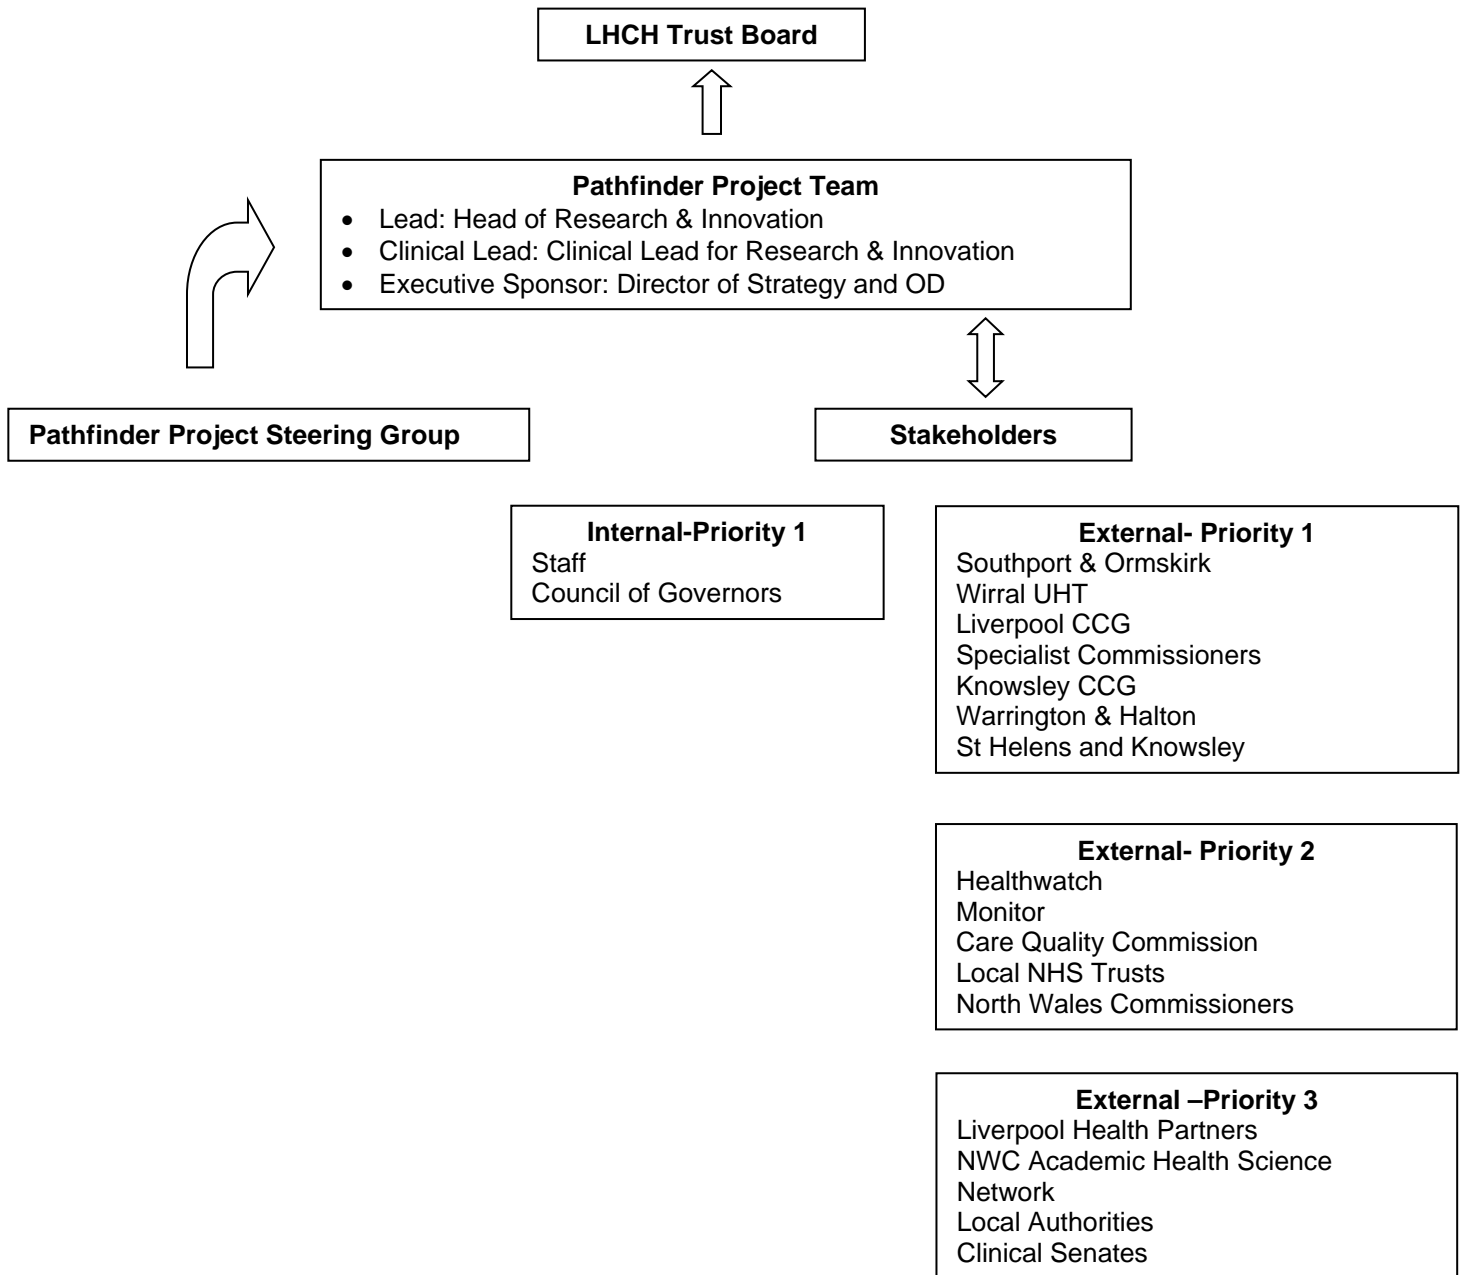 LHCH Trust Board
Pathfinder Project Team
• Lead: Head of Research & Innovation
• Clinical Lead: Clinical Lead for Research & Innovation
• Executive Sponsor: Director of Strategy and OD
Pathfinder Project Steering Group
Stakeholders
Internal-Priority 1
Staff
Council of Governors
External- Priority 1
Southport & Ormskirk
Wirral UHT
Liverpool CCG
Specialist Commissioners
Knowsley CCG
Warrington & Halton
St Helens and Knowsley
External- Priority 2
Healthwatch
Monitor
Care Quality Commission
Local NHS Trusts
North Wales Commissioners
External –Priority 3
Liverpool Health Partners
NWC Academic Health Science
Network
Local Authorities
Clinical Senates